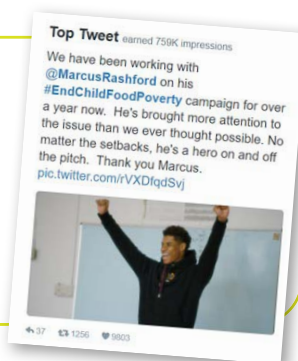 Top Tweet earned 759K impressions
We have been working with
@MarcusRashford on his
#EndChildFoodPoverty campaign for over
a year now. He's brought more attention to
the issue than we ever thought possible. No
matter the setbacks, he's a hero on and off
the pitch. Thank you Marcus.
pic.twitter.com/rVXDfqdSvj
37 1256 9803